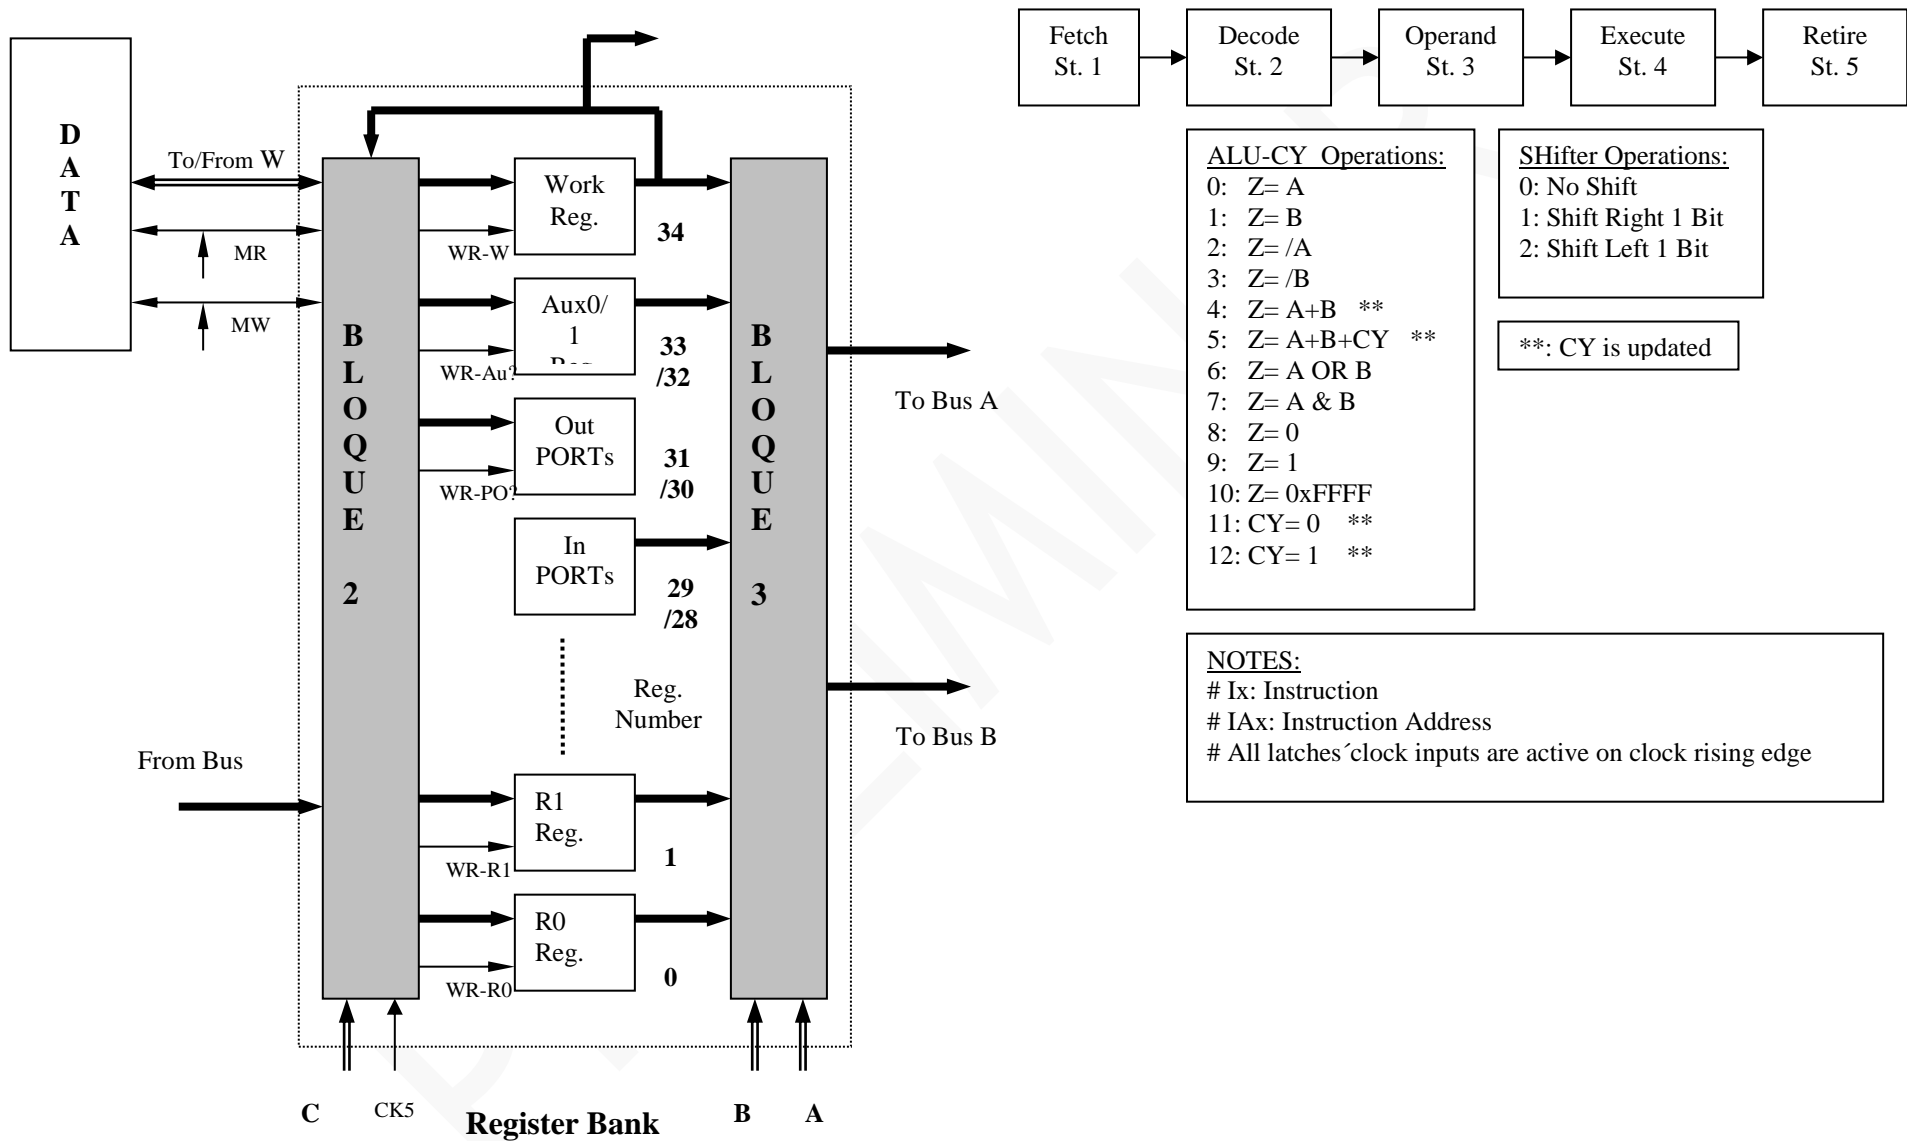 Fetch
St. 1
Decode
St. 2
Operand
St. 3
Execute
St. 4
Retire
St. 5
D
A
T
A
To/From W
MR
MW
B
L
O
Q
U
E
2
Work
Reg.
34
WR-W
Aux0/
1
33
/32
WR-Au?
Out
PORTs
31
/30
WR-PO?
In
PORTs
29
/28
Reg.
Number
R1
Reg.
1
WR-R1
R0
Reg.
0
WR-R0
B
L
O
Q
U
E
3
To Bus A
To Bus B
From Bus
C
CK5
B
A
Register Bank
ALU-CY Operations:
0: Z= A
1: Z= B
2: Z= /A
3: Z= /B
4: Z= A+B **
5: Z= A+B+CY **
6: Z= A OR B
7: Z= A & B
8: Z= 0
9: Z= 1
10: Z= 0xFFFF
11: CY= 0 **
12: CY= 1 **
SHifter Operations:
0: No Shift
1: Shift Right 1 Bit
2: Shift Left 1 Bit
**: CY is updated
NOTES:
# Ix: Instruction
# IAx: Instruction Address
# All latches´clock inputs are active on clock rising edge